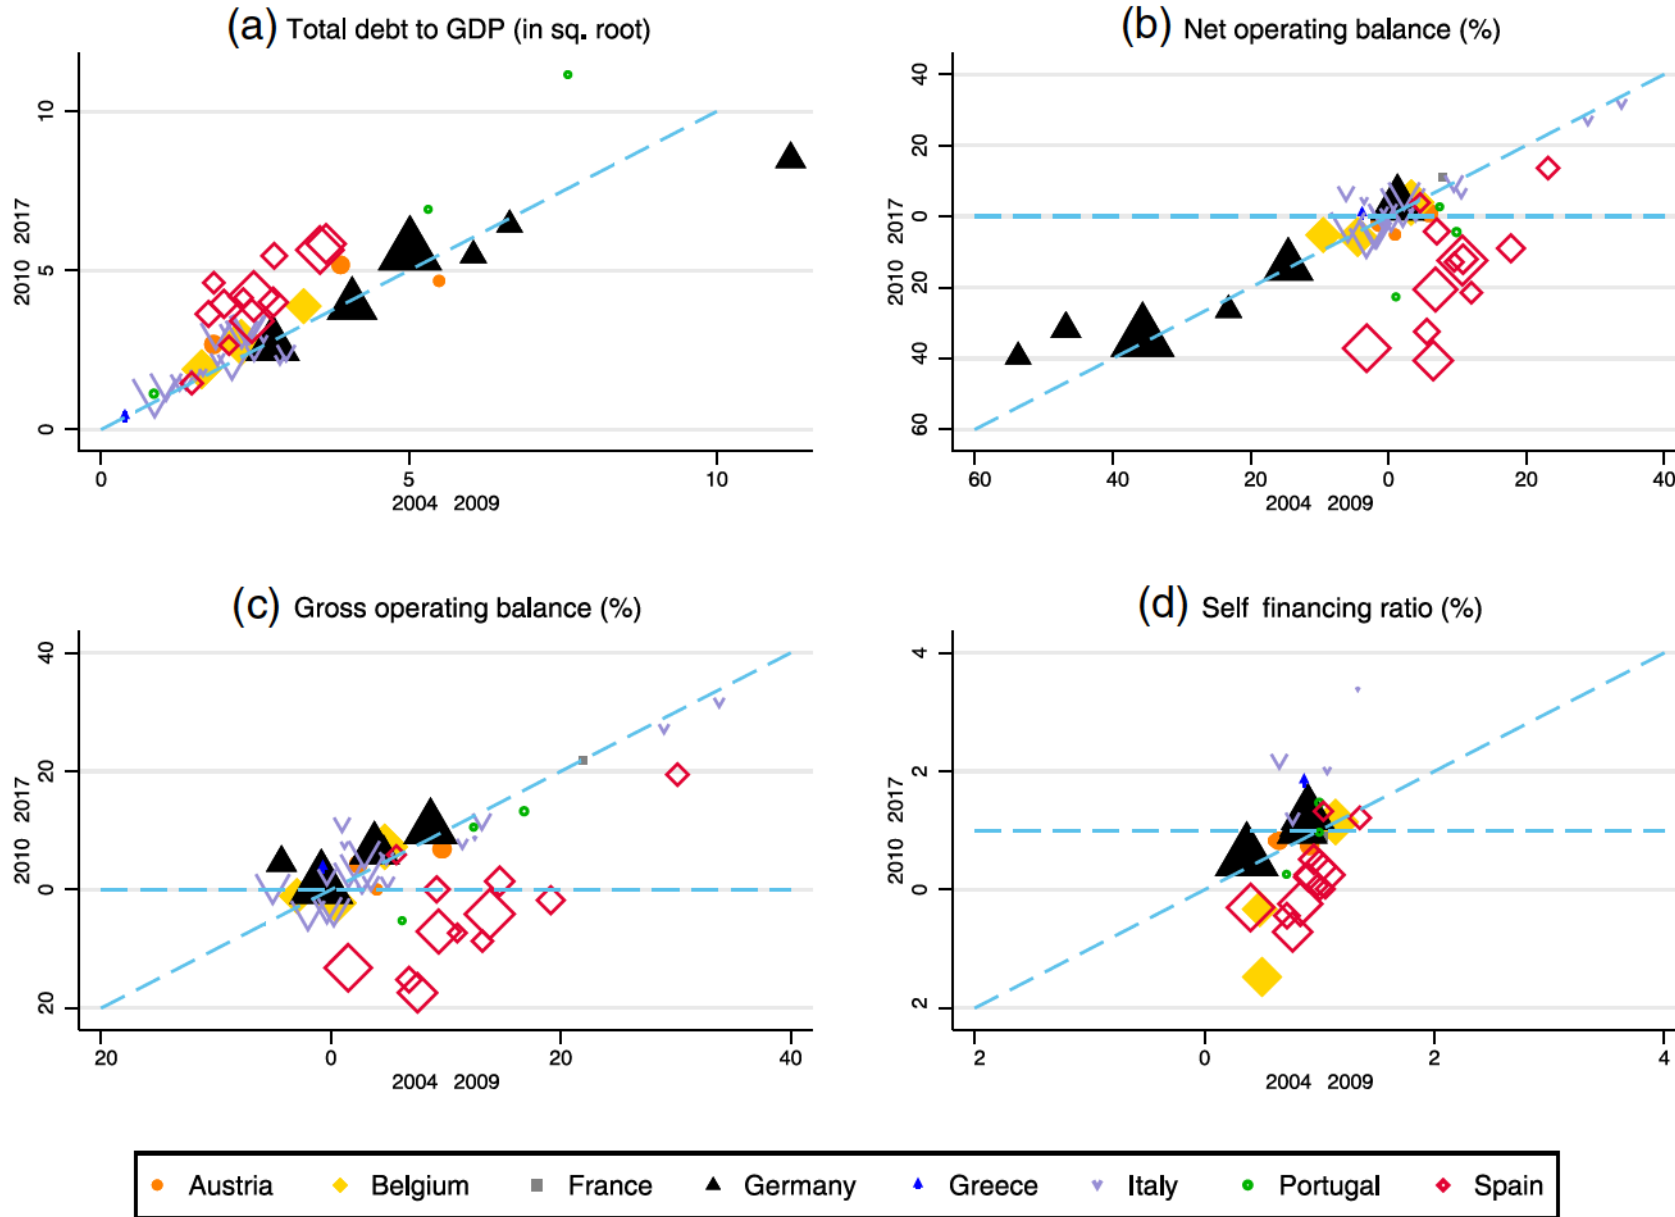 (a) Total debt to GDP (in sq. root)
10
5
0
2010 2017
0 5 10
2004 2009
(b) Net operating balance (%)
40
20
0
20
40
60
2010 2017
60 40 20 0 20 40
2004 2009
(c) Gross operating balance (%)
40
20
0
20
2010 2017
20 0 20 40
2004 2009
(d) Self financing ratio (%)
4
2
0
2
2010 2017
2 0 2 4
2004 2009
Austria Belgium France Germany Greece Italy Portugal Spain